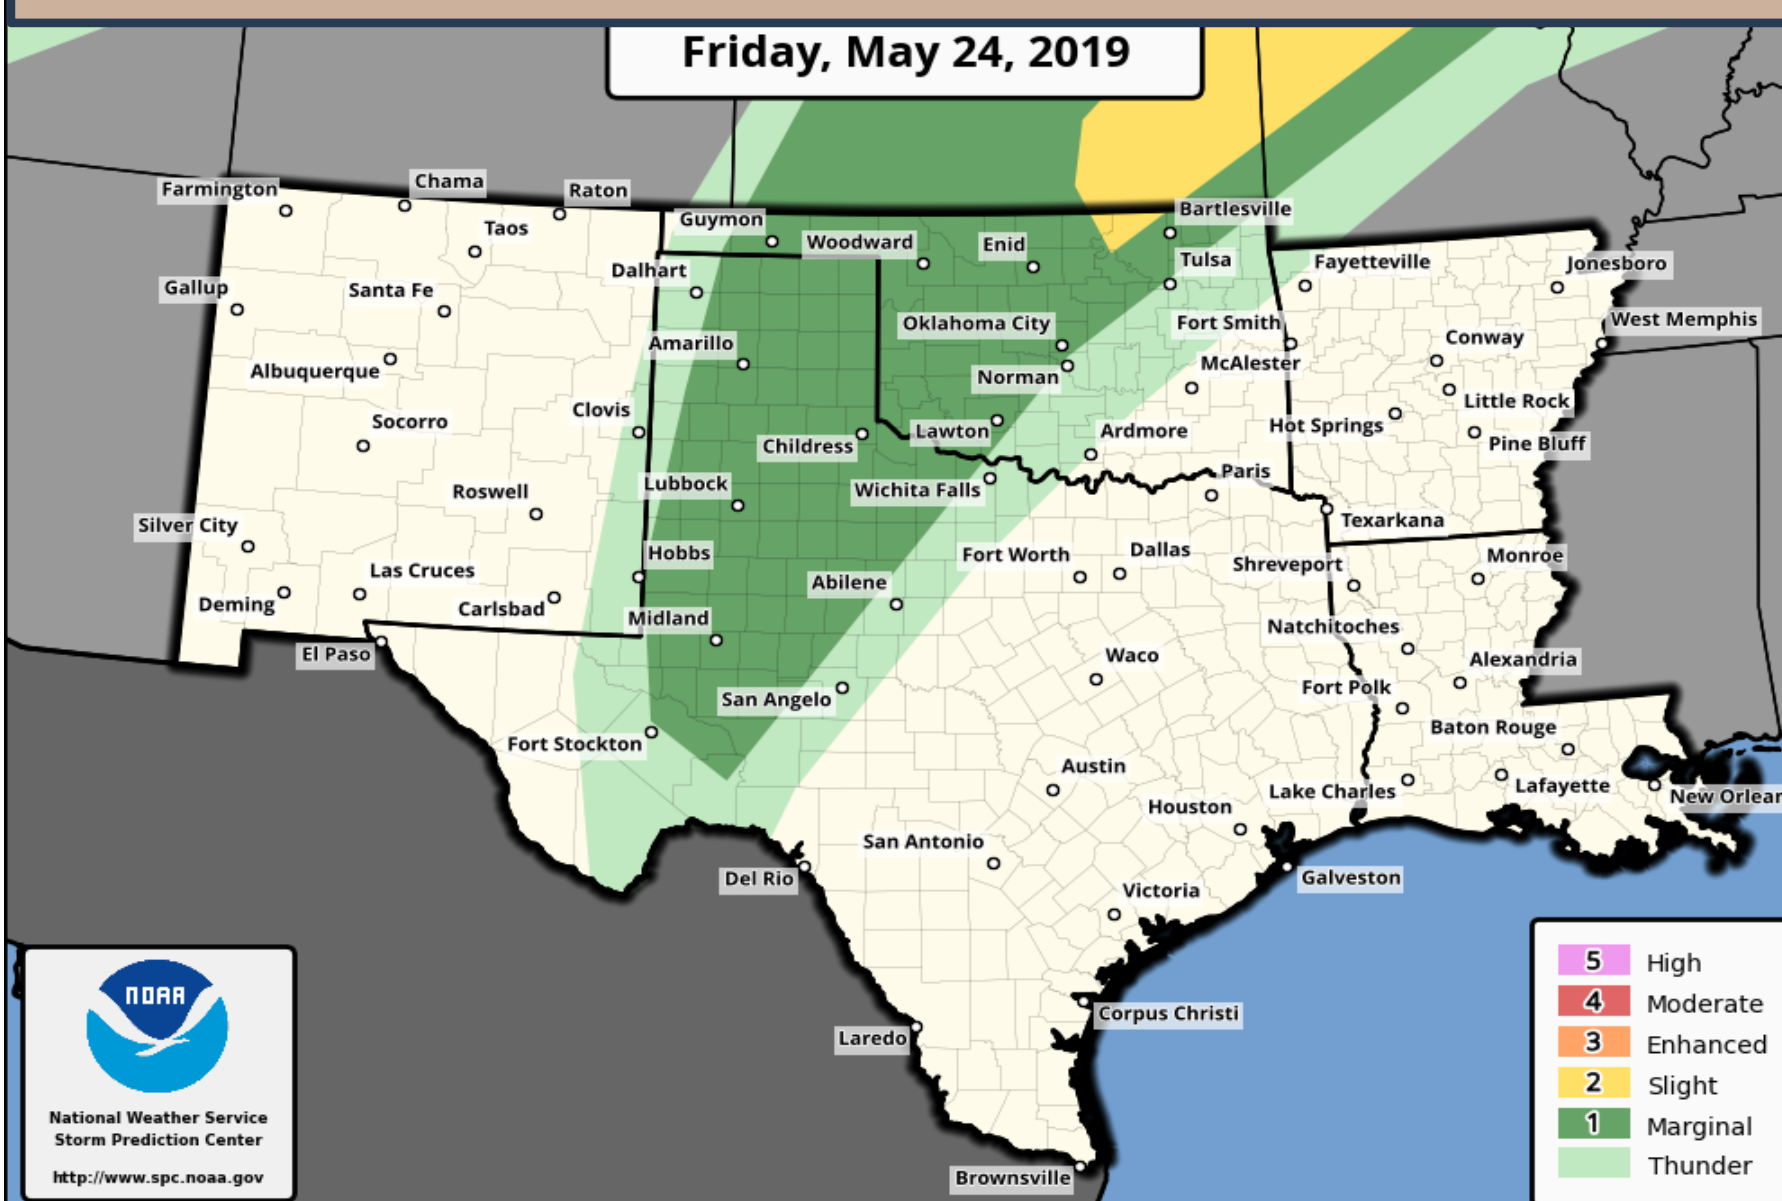 Friday, May 24, 2019
Farmington
Chama
Raton
Taos
Guymon
Woodward
Enid
Bartlesville
Tulsa
Fayetteville
Jonesboro
Gallup
Santa Fe
Dalhart
Oklahoma City
Fort Smith
West Memphis
Albuquerque
Amarillo
Norman
McAlester
Conway
Socorro
Clovis
Childress
Lawton
Ardmore
Hot Springs
Little Rock
Pine Bluff
Roswell
Lubbock
Wichita Falls
Paris
Texarkana
Silver City
Hobbs
Fort Worth
Dallas
Shreveport
Monroe
Las Cruces
Deming
Carlsbad
Abilene
Midland
Natchitoches
El Paso
Waco
Alexandria
San Angelo
Fort Polk
Fort Stockton
Baton Rouge
Austin
Lake Charles
Lafayette
New Orlean
Houston
San Antonio
Del Rio
Galveston
Victoria
Corpus Christi
Laredo
Brownsville
NOAA
National Weather Service
Storm Prediction Center
http://www.spc.noaa.gov
5 High
4 Moderate
3 Enhanced
2 Slight
1 Marginal
Thunder